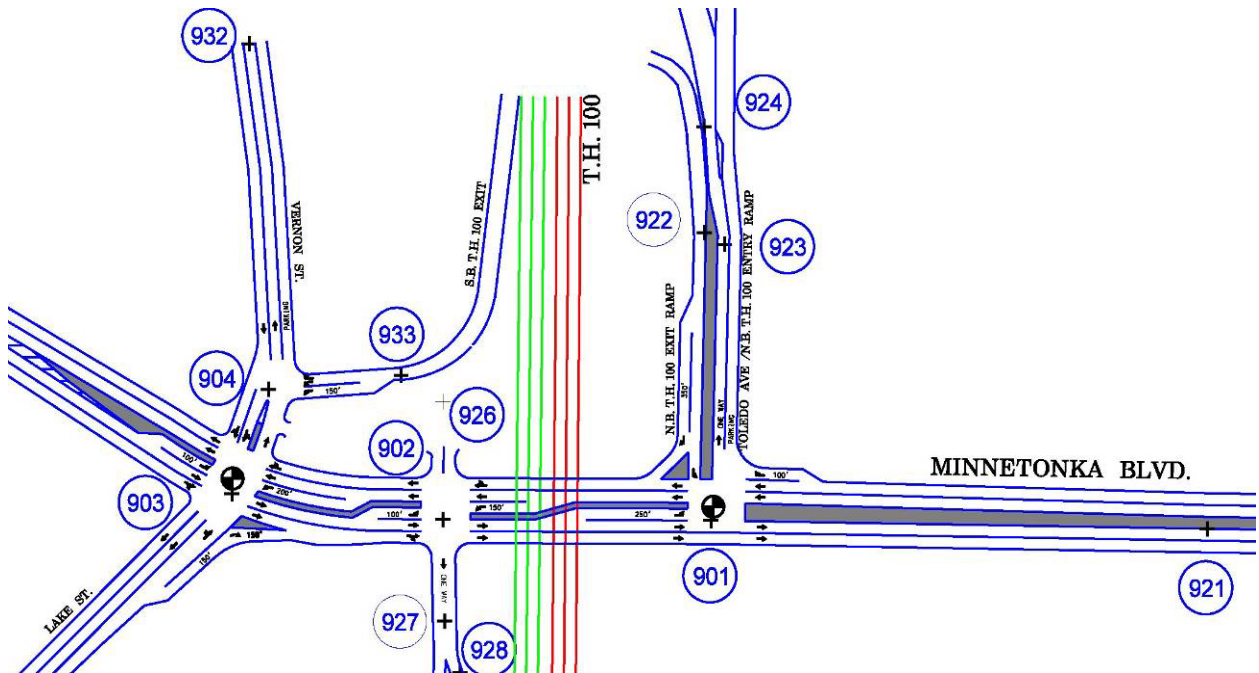 932
924
T.H. 100
VERNON ST.
S.B. T.H. 100 EXIT
922
923
PARKING
933
904
150'
350'
N.B. T.H. 100 EXIT RAMP
ONE WAY
PARKING
TOLEDO AVE /N.B. T.H. 100 ENTRY RAMP
926
902
100'
903
200'
100'
150'
250'
100'
MINNETONKA BLVD.
150'
150'
901
921
LAKE ST.
ONE WAY
927
928